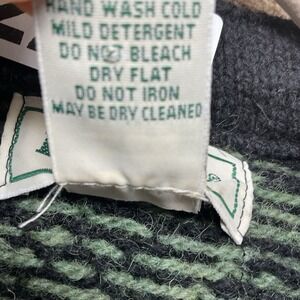 HAND WASH COLD
MILD DETERGENT
DO NOT BLEACH
DRY FLAT
DO NOT IRON
MAY BE DRY CLEANED